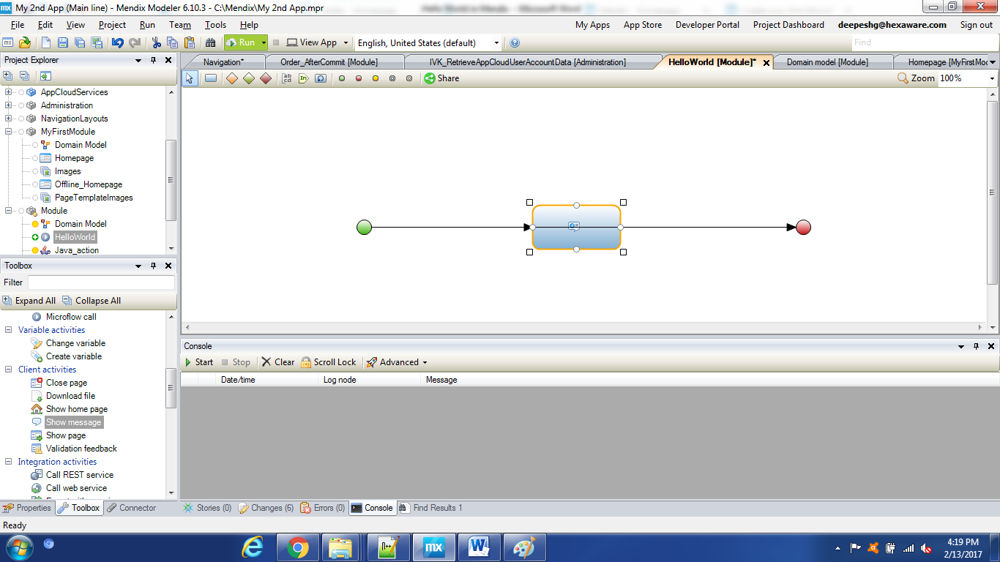 My 2nd App (Main line) - Mendix Modeler 6.10.3 - C:\Mendix\My 2nd App.mpr
File Edit View Project Run Team Tools Help My Apps App Store Developer Portal Project Dashboard deepeshg@hexaware.com Sign out
Run View App English, United States (default) Find
Project Explorer
Navigation* Order_AfterCommit [Module] IVK_RetrieveAppCloudUserAccountData [Administration] HelloWorld [Module]* Domain model [Module] Homepage [MyFirstMoc
Share Zoom 100%
AppCloudServices
Administration
NavigationLayouts
MyFirstModule
Domain Model
Homepage
Images
Offline_Homepage
PageTemplateImages
Module
Domain Model
HelloWorld
Java_action
Toolbox
Filter
Expand All Collapse All
Microflow call
Variable activities
Change variable
Create variable
Client activities
Close page
Download file
Show home page
Show message
Show page
Validation feedback
Integration activities
Call REST service
Call web service
Console
Start Stop Clear Scroll Lock Advanced
Date/time Log node Message
Properties Toolbox Connector Stories (0) Changes (6) Errors (0) Console Find Results 1
Ready
4:19 PM
2/13/2017